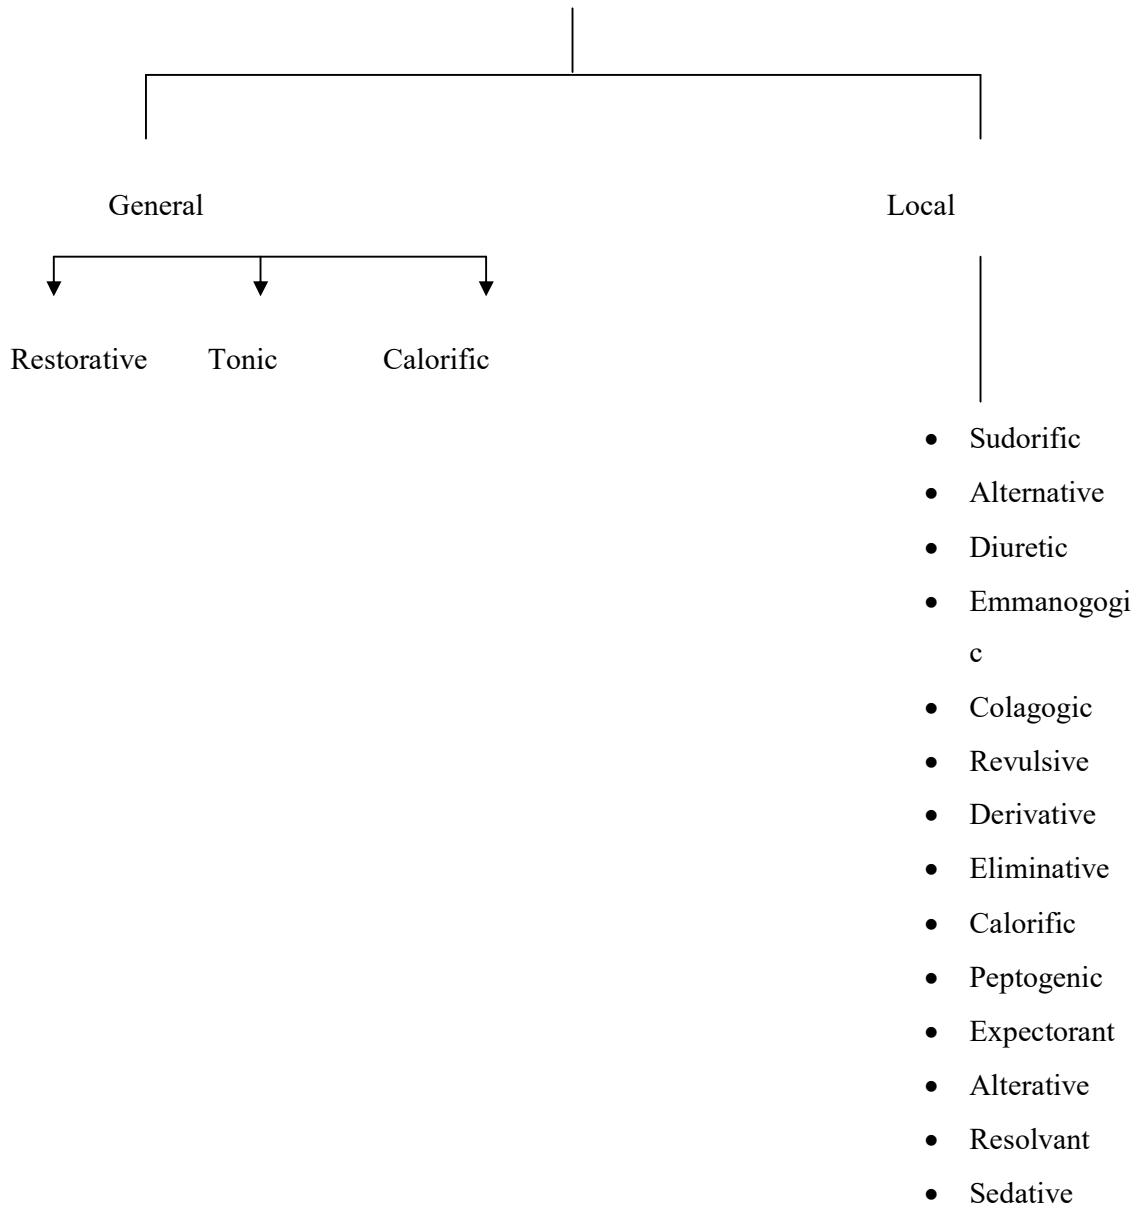 General Local
Restorative Tonic Calorific
• Sudorific
• Alternative
• Diuretic
• Emmanogogi
c
• Colagogic
• Revulsive
• Derivative
• Eliminative
• Calorific
• Peptogenic
• Expectorant
• Alterative
• Resolvant
• Sedative